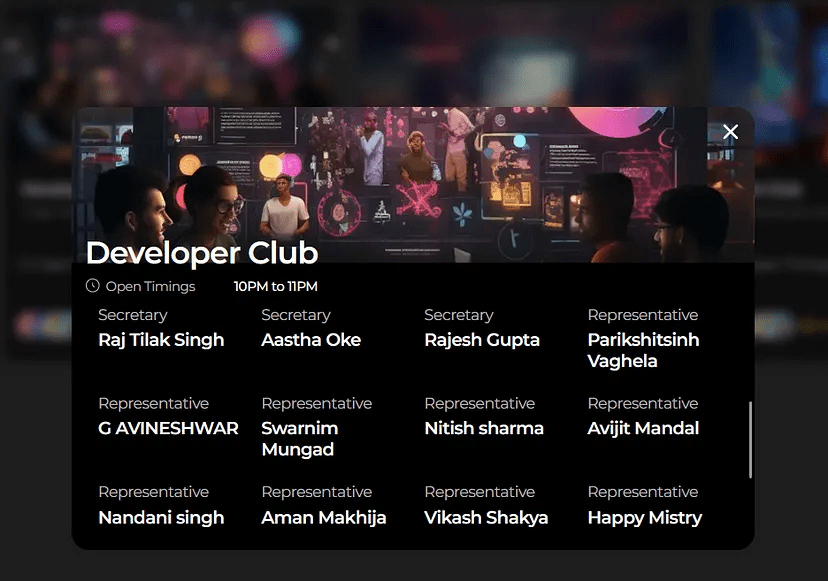 Developer Club
Open Timings 10PM to 11PM
Secretary Secretary Secretary Representative
Raj Tilak Singh Aastha Oke Rajesh Gupta Parikshitsinh
Vaghela
Representative Representative Representative Representative
G AVINESHWAR Swarnim Nitish sharma Avijit Mandal
Mungad
Representative Representative Representative Representative
Nandani singh Aman Makhija Vikash Shakya Happy Mistry